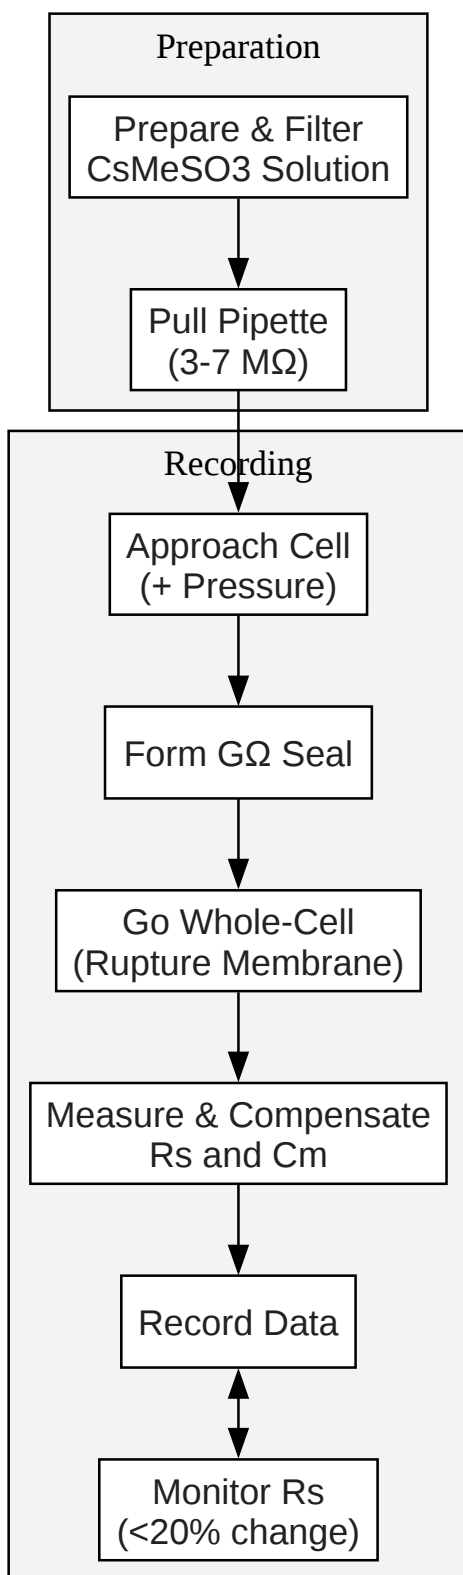 Preparation
Prepare & Filter
CsMeSO3 Solution
Pull Pipette
(3-7 MΩ)
Recording
Approach Cell
(+ Pressure)
Form GΩ Seal
Go Whole-Cell
(Rupture Membrane)
Measure & Compensate
Rs and Cm
Record Data
Monitor Rs
(<20% change)